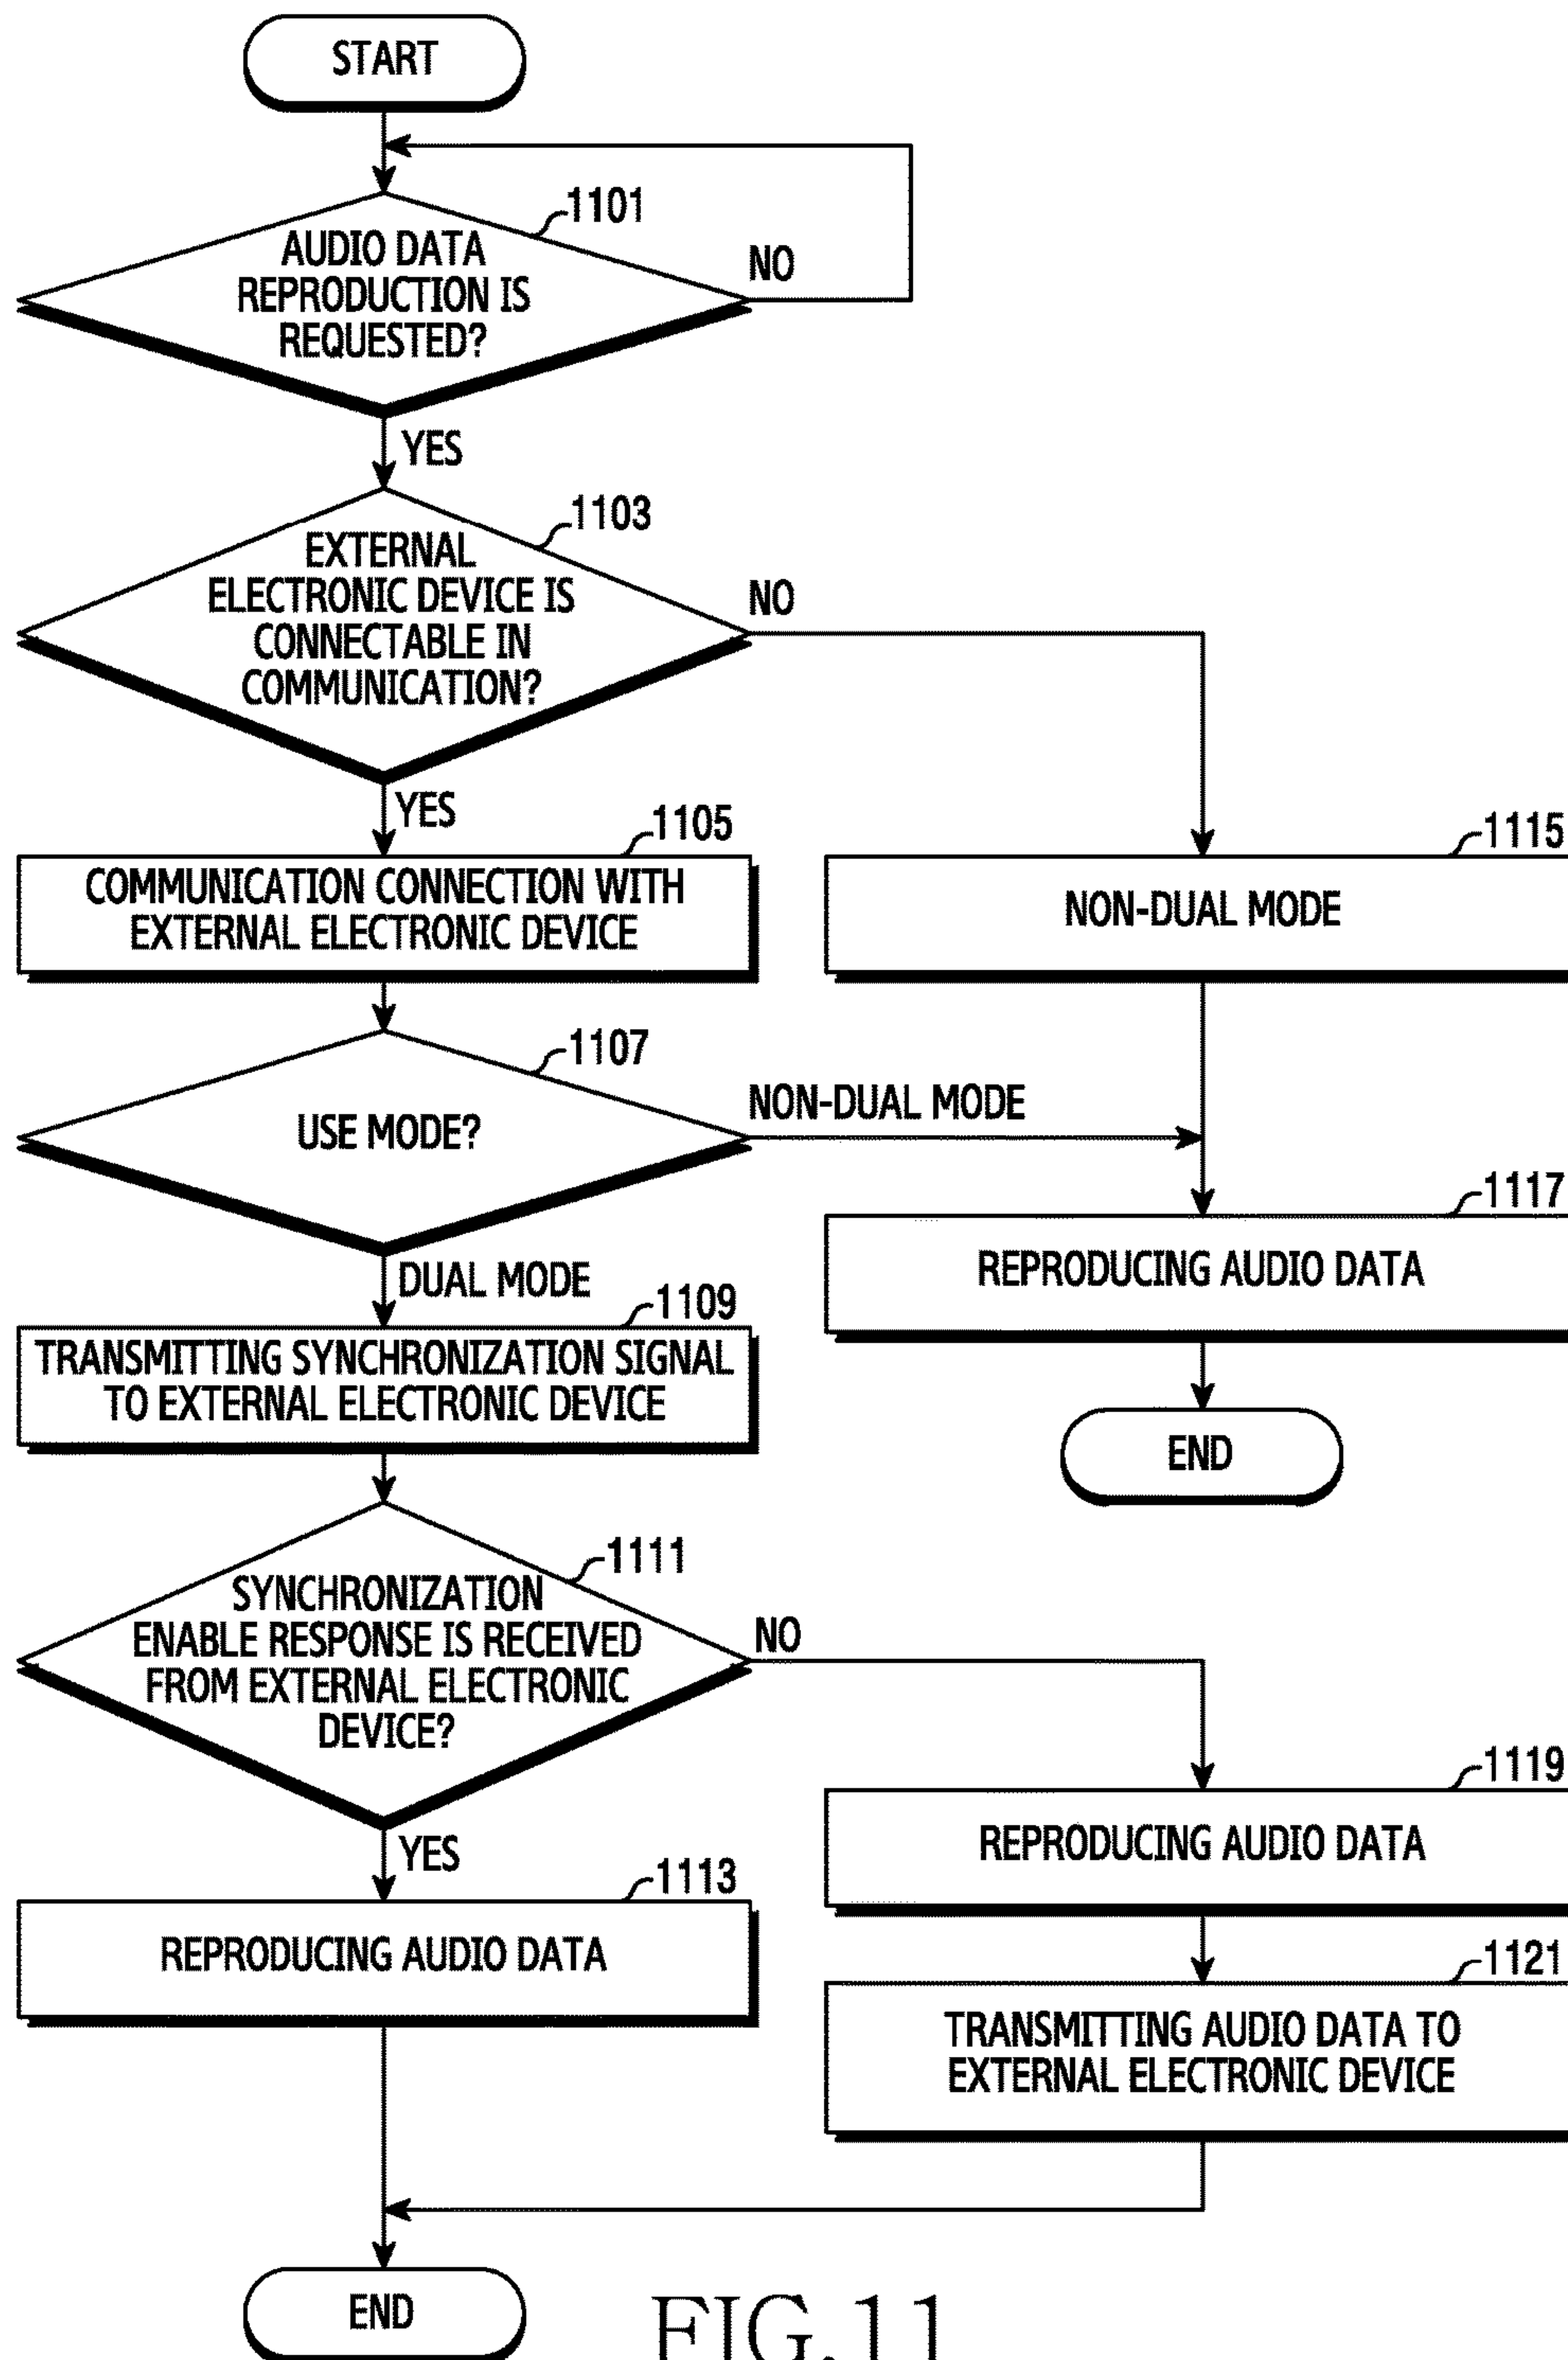 START
1101
AUDIO DATA
REPRODUCTION IS
REQUESTED?
NO
YES
1103
EXTERNAL
ELECTRONIC DEVICE IS
CONNECTABLE IN
COMMUNICATION?
NO
YES
1105
COMMUNICATION CONNECTION WITH
EXTERNAL ELECTRONIC DEVICE
1115
NON-DUAL MODE
1107
USE MODE?
NON-DUAL MODE
DUAL MODE
1117
REPRODUCING AUDIO DATA
END
1109
TRANSMITTING SYNCHRONIZATION SIGNAL
TO EXTERNAL ELECTRONIC DEVICE
1111
SYNCHRONIZATION
ENABLE RESPONSE IS RECEIVED
FROM EXTERNAL ELECTRONIC
DEVICE?
NO
YES
1119
REPRODUCING AUDIO DATA
1113
REPRODUCING AUDIO DATA
1121
TRANSMITTING AUDIO DATA TO
EXTERNAL ELECTRONIC DEVICE
END
FIG.11